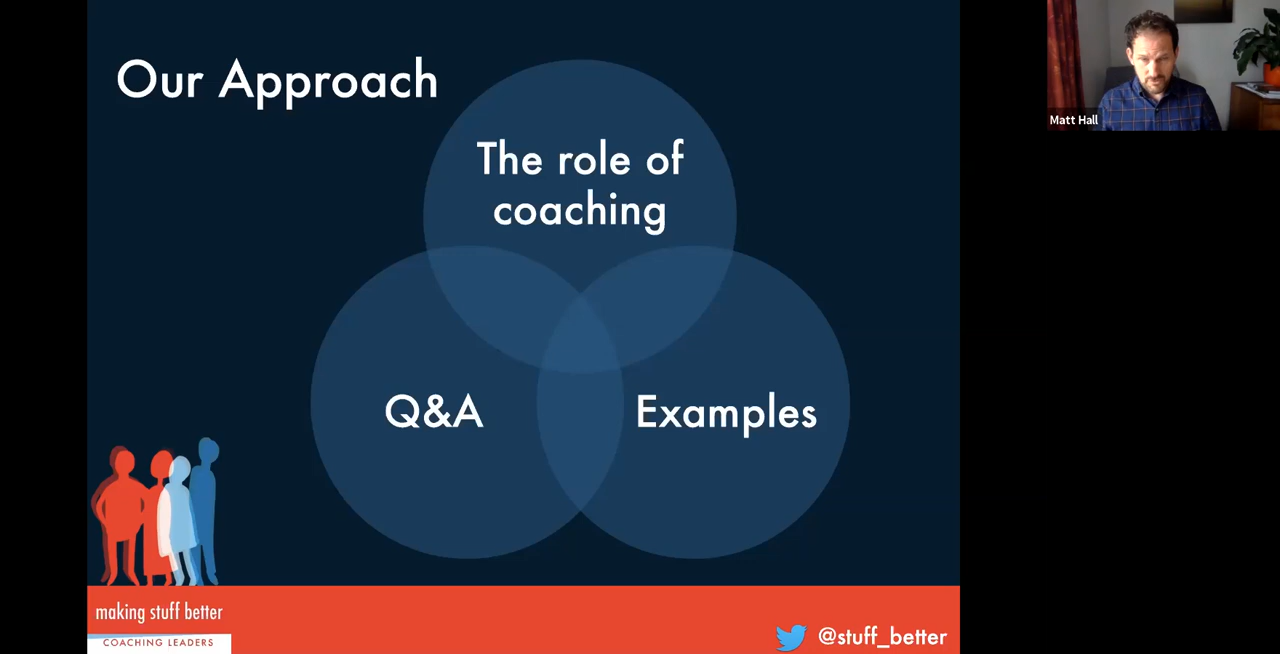 Our Approach
The role of
coaching
Q&A
Examples
making stuff better
COACHING LEADERS
@stuff_better
Matt Hall